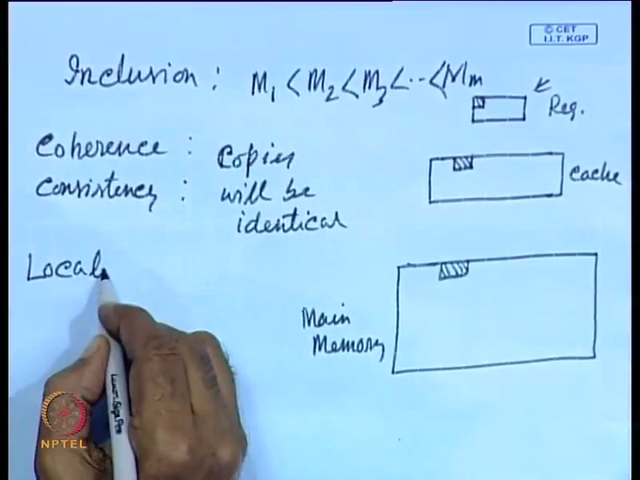 © CET
I.I.T. KGP
Inclusion : M1 < M2 < M3 < ... < Mm
Reg.
Coherence : Copies
Consistency : will be
identical
Cache
Local
Main
Memory
NPTEL